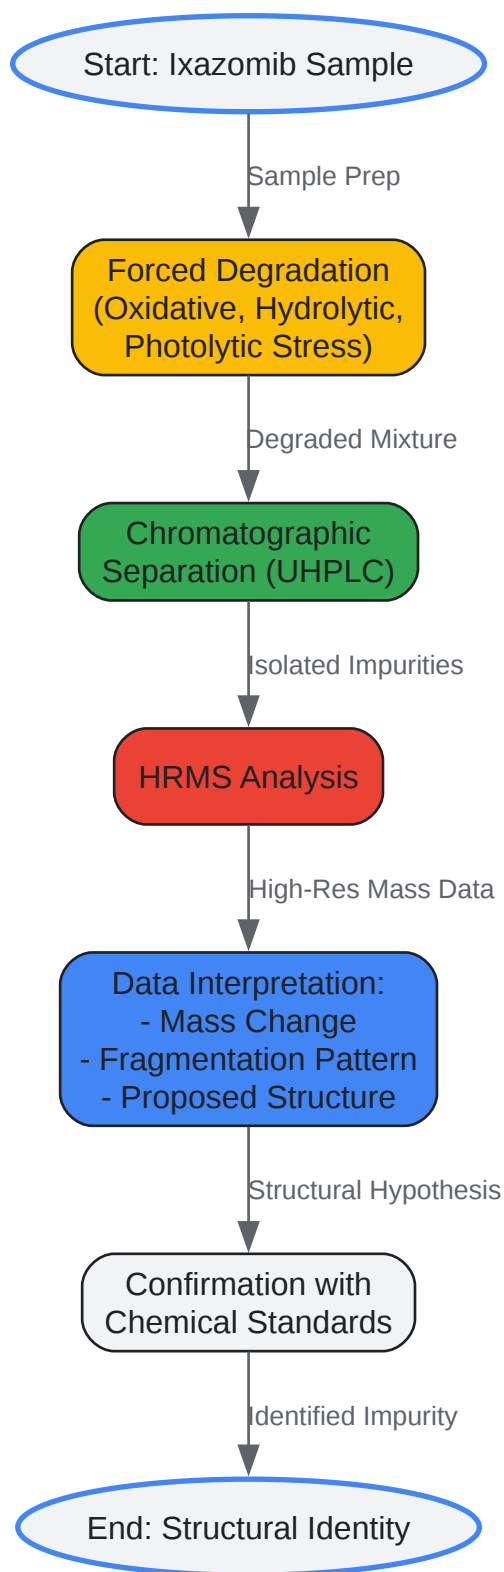 Start: Ixazomib Sample
Sample Prep
Forced Degradation
(Oxidative, Hydrolytic,
Photolytic Stress)
Degraded Mixture
Chromatographic
Separation (UHPLC)
Isolated Impurities
HRMS Analysis
High-Res Mass Data
Data Interpretation:
- Mass Change
- Fragmentation Pattern
- Proposed Structure
Structural Hypothesis
Confirmation with
Chemical Standards
Identified Impurity
End: Structural Identity